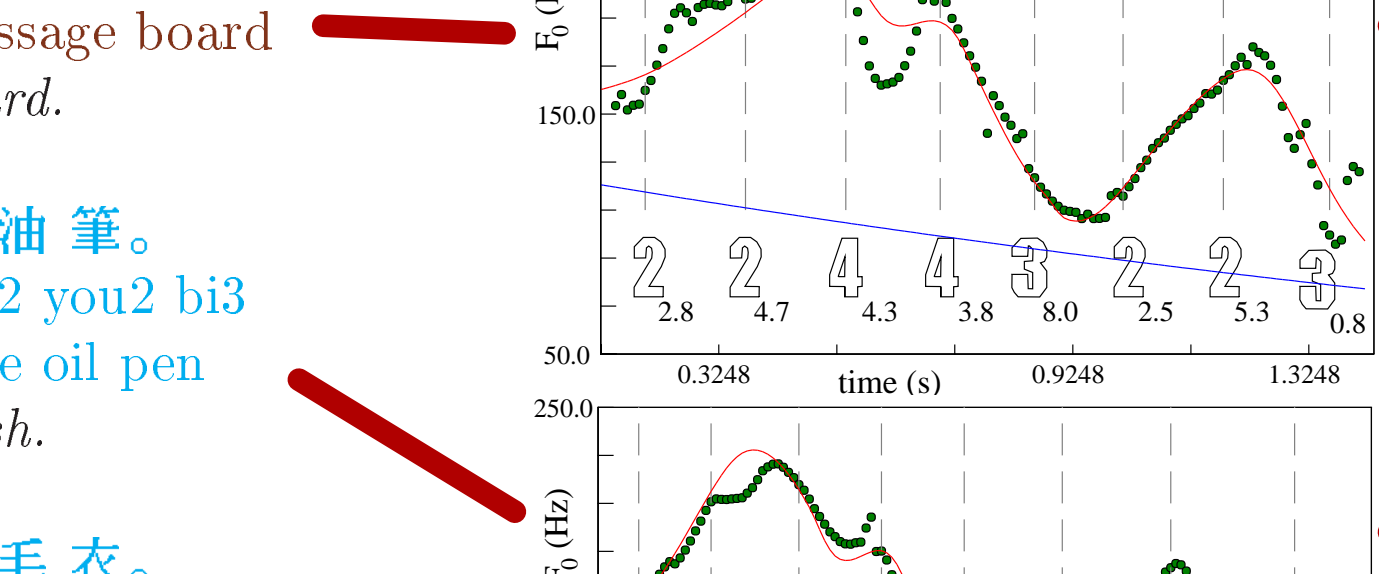 ssage board
rd.
油 筆。
2 you2 bi3
e oil pen
h.
毛 衣。
F0
150.0
2 2.8 2 4.7 4 4.3 4 3.8 3 8.0 2 2.5 2 5.3 3 0.8
50.0
0.3248 time (s) 0.9248 1.3248
250.0
F0 (Hz)